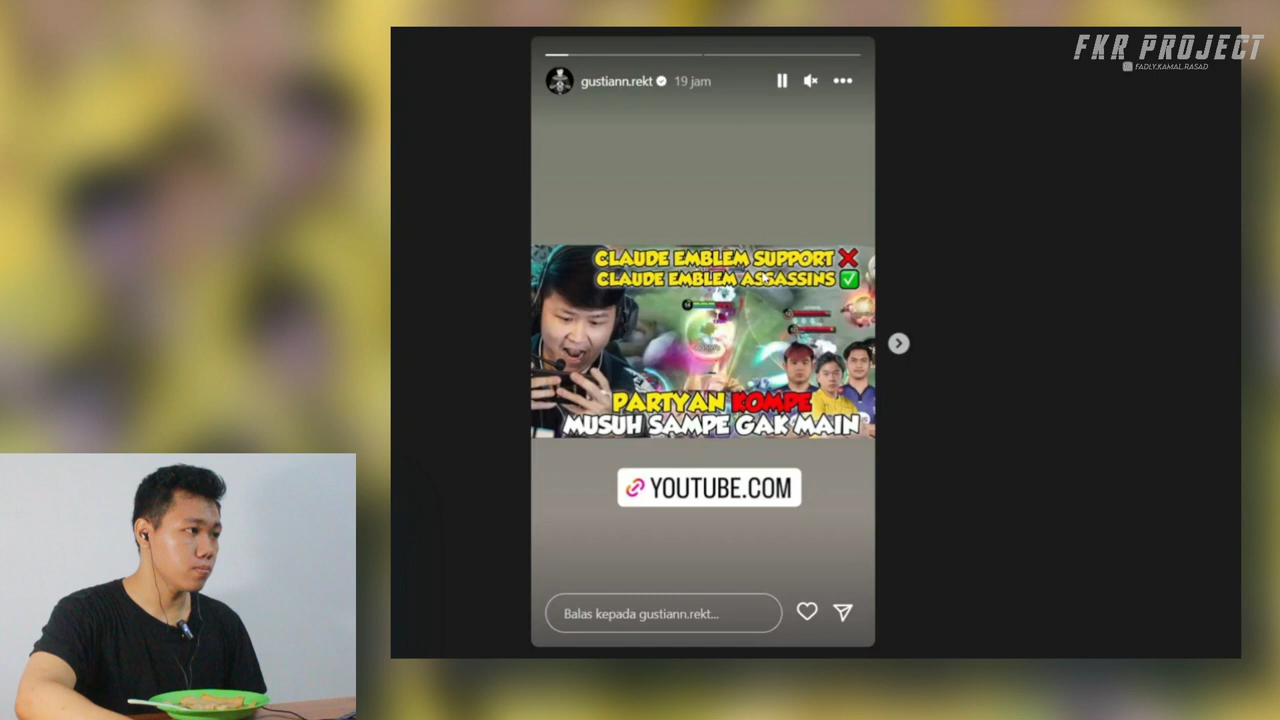 FKR PROJECT
FADLY.KAMAL.RASAD
gustiann.rekt 19 jam
CLAUDE EMBLEM SUPPORT
CLAUDE EMBLEM ASSASSINS
PARTYAN KOMPE
MUSUH SAMPE GAK MAIN
YOUTUBE.COM
Balas kepada gustiann.rekt...